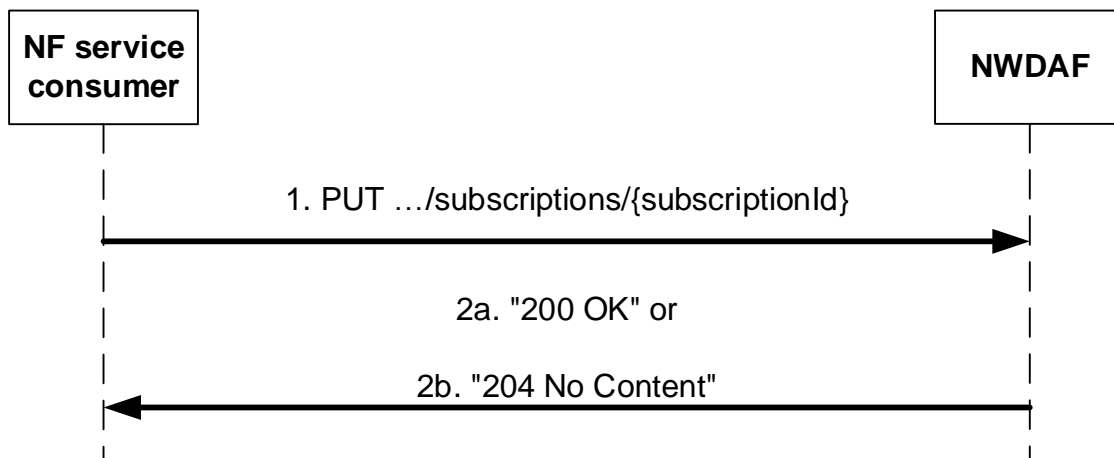 NF service
consumer
NWDAF
1. PUT …/subscriptions/{subscriptionId}
2a. "200 OK" or
2b. "204 No Content"